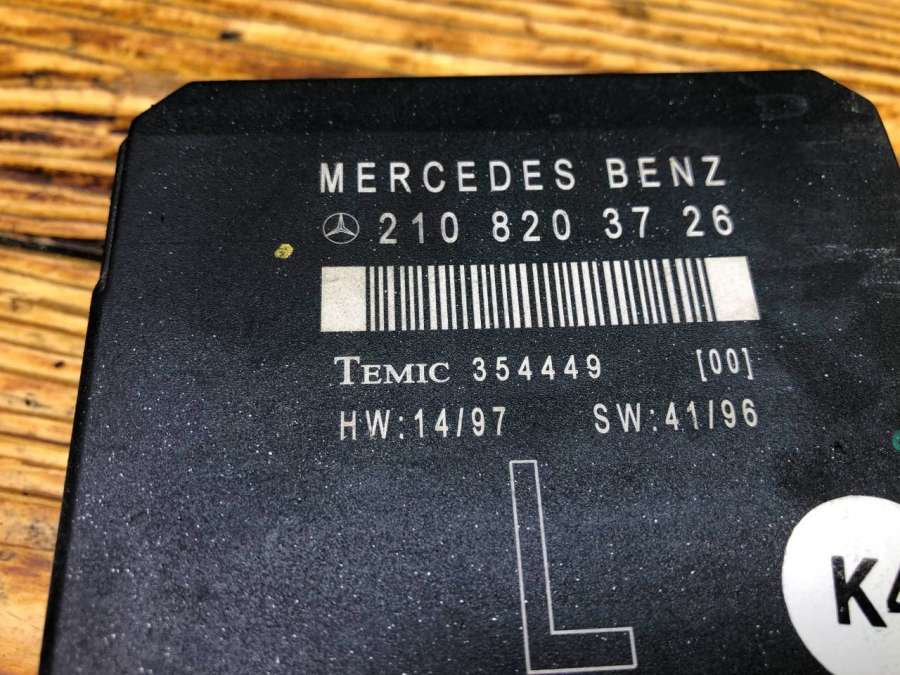 MERCEDES BENZ
210 820 37 26
TEMIC 354449 [00]
HW:14/97 SW:41/96
L